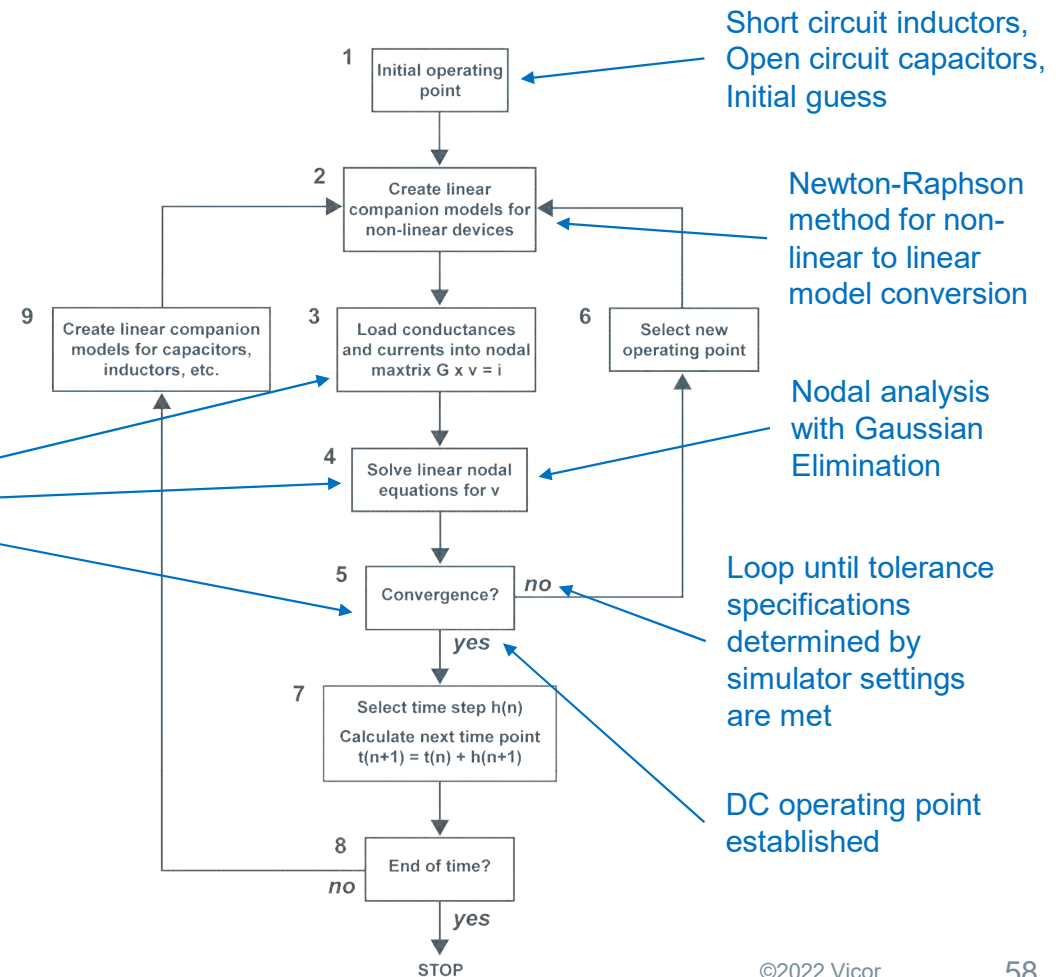 Short circuit inductors,
Open circuit capacitors,
Initial guess
1
Initial operating
point
2
Create linear
companion models for
non-linear devices
Newton-Raphson
method for non-
linear to linear
model conversion
9
Create linear companion
models for capacitors,
inductors, etc.
3
Load conductances
and currents into nodal
maxtrix G x v = i
6
Select new
operating point
Nodal analysis
with Gaussian
Elimination
4
Solve linear nodal
equations for v
5
Convergence?
no
yes
Loop until tolerance
specifications
determined by
simulator settings
are met
7
Select time step h(n)
Calculate next time point
t(n+1) = t(n) + h(n+1)
DC operating point
established
8
End of time?
no
yes
STOP
©2022 Vicor
58